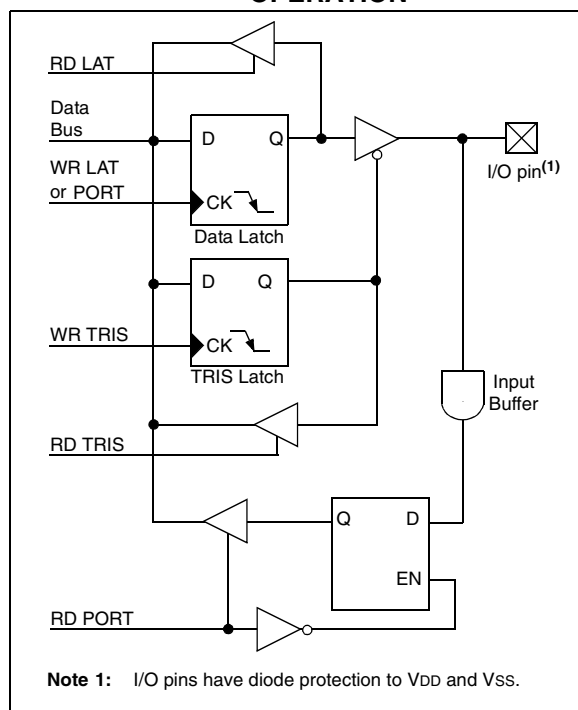 OPERATION
RD LAT
Data
Bus
D Q
I/O pin(1)
WR LAT
or PORT
CK
Data Latch
D Q
WR TRIS
CK
TRIS Latch
Input
Buffer
RD TRIS
Q D
EN
RD PORT
Note 1: I/O pins have diode protection to VDD and VSS.